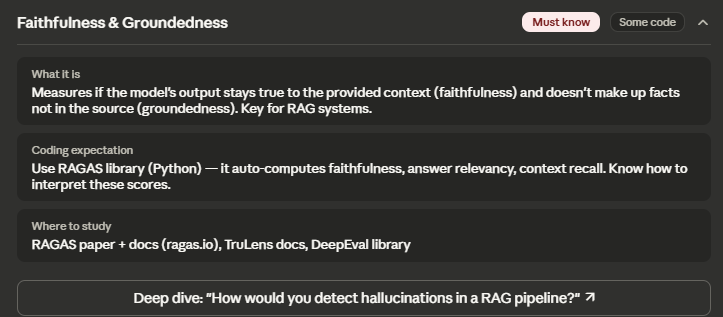 Faithfulness & Groundedness
Must know
Some code
What it is
Measures if the model's output stays true to the provided context (faithfulness) and doesn't make up facts
not in the source (groundedness). Key for RAG systems.
Coding expectation
Use RAGAS library (Python) — it auto-computes faithfulness, answer relevancy, context recall. Know how to
interpret these scores.
Where to study
RAGAS paper + docs (ragas.io), TruLens docs, DeepEval library
Deep dive: "How would you detect hallucinations in a RAG pipeline?" ↗